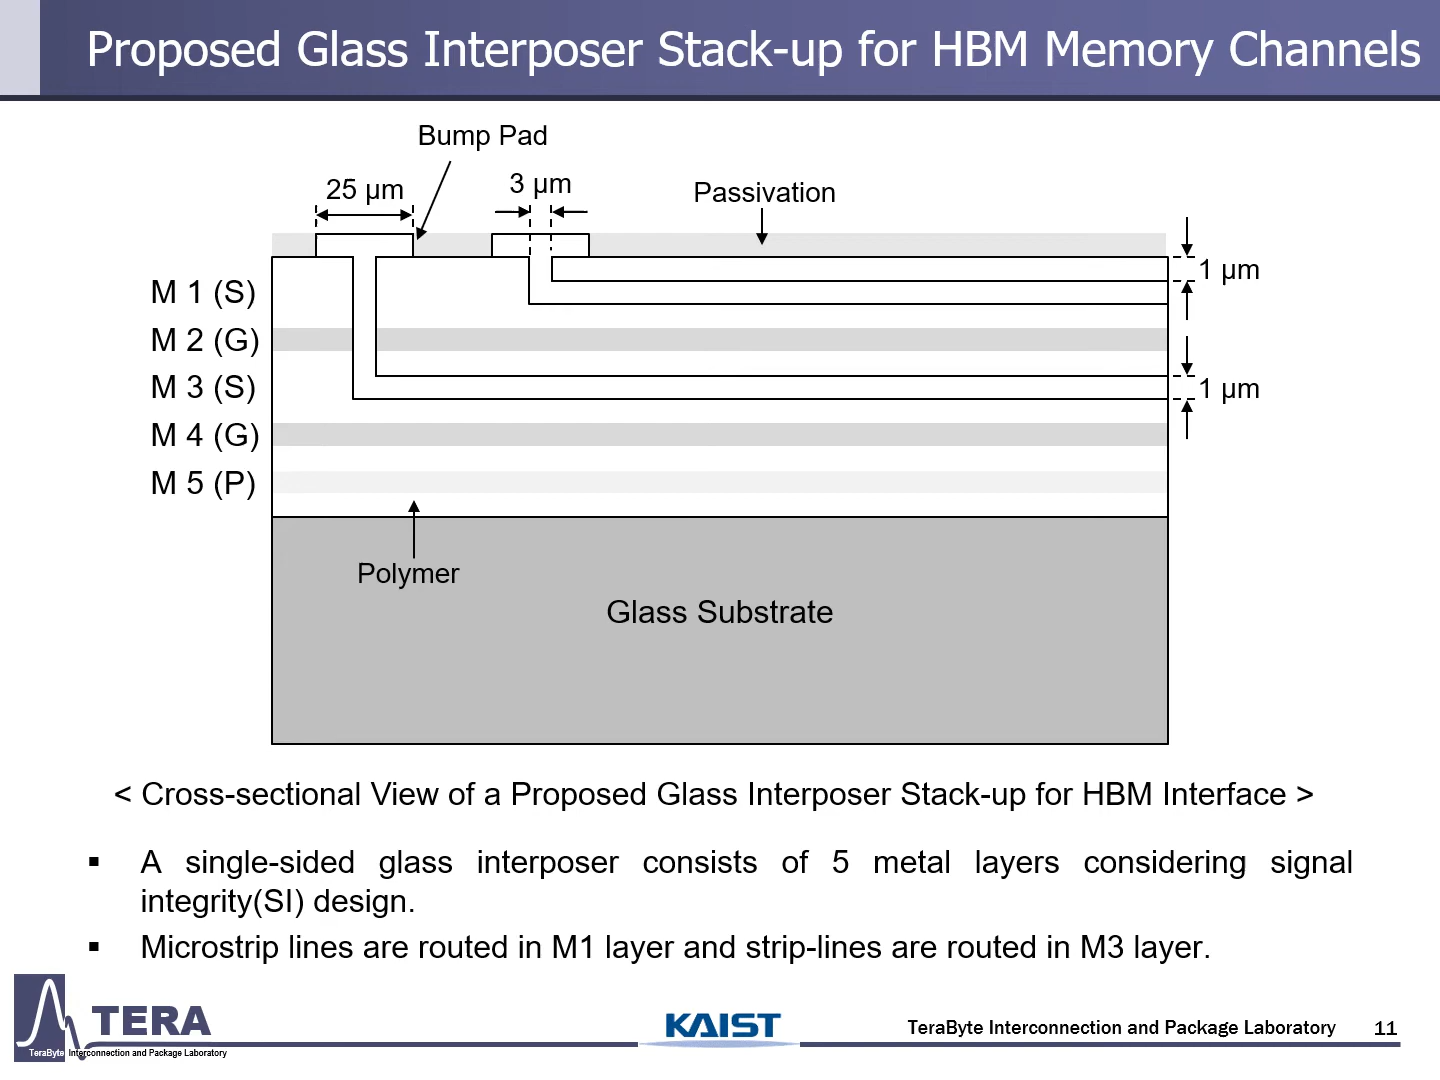 Proposed Glass Interposer Stack-up for HBM Memory Channels
Bump Pad
25 μm
3 μm
Passivation
1 μm
M 1 (S)
M 2 (G)
M 3 (S)
1 μm
M 4 (G)
M 5 (P)
Polymer
Glass Substrate
< Cross-sectional View of a Proposed Glass Interposer Stack-up for HBM Interface >
▪ A single-sided glass interposer consists of 5 metal layers considering signal
integrity(SI) design.
▪ Microstrip lines are routed in M1 layer and strip-lines are routed in M3 layer.
TERA
TeraByte Interconnection and Package Laboratory
KAIST
TeraByte Interconnection and Package Laboratory 11